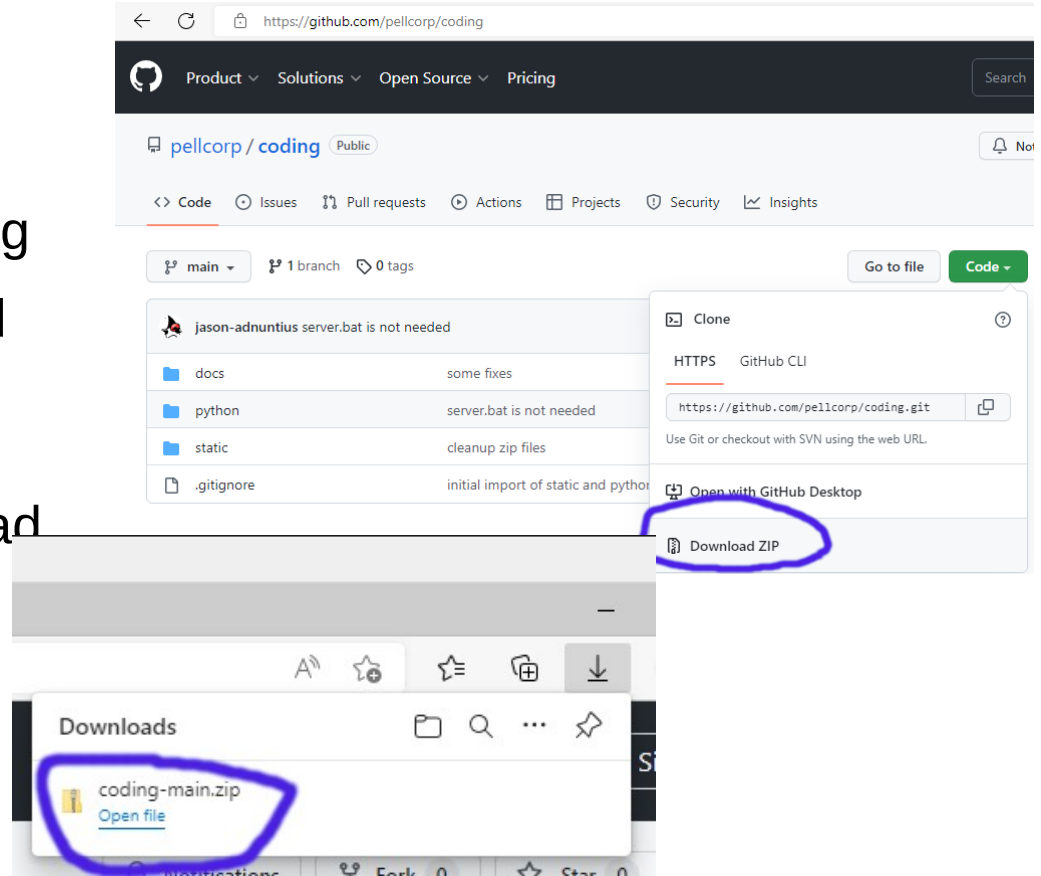 https://github.com/pellcorp/coding
Product Solutions Open Source Pricing
Search
pellcorp / coding Public
Code Issues Pull requests Actions Projects Security Insights
main 1 branch 0 tags Go to file Code
jason-adnuntius server.bat is not needed
docs some fixes
python server.bat is not needed
static cleanup zip files
.gitignore initial import of static and
Clone
HTTPS GitHub CLI
https://github.com/pellcorp/coding.git
Use Git or checkout with SVN using the web URL.
Open with GitHub Desktop
Download ZIP
Downloads
coding-main.zip
Open file
Notifications Fork 0 Star 0